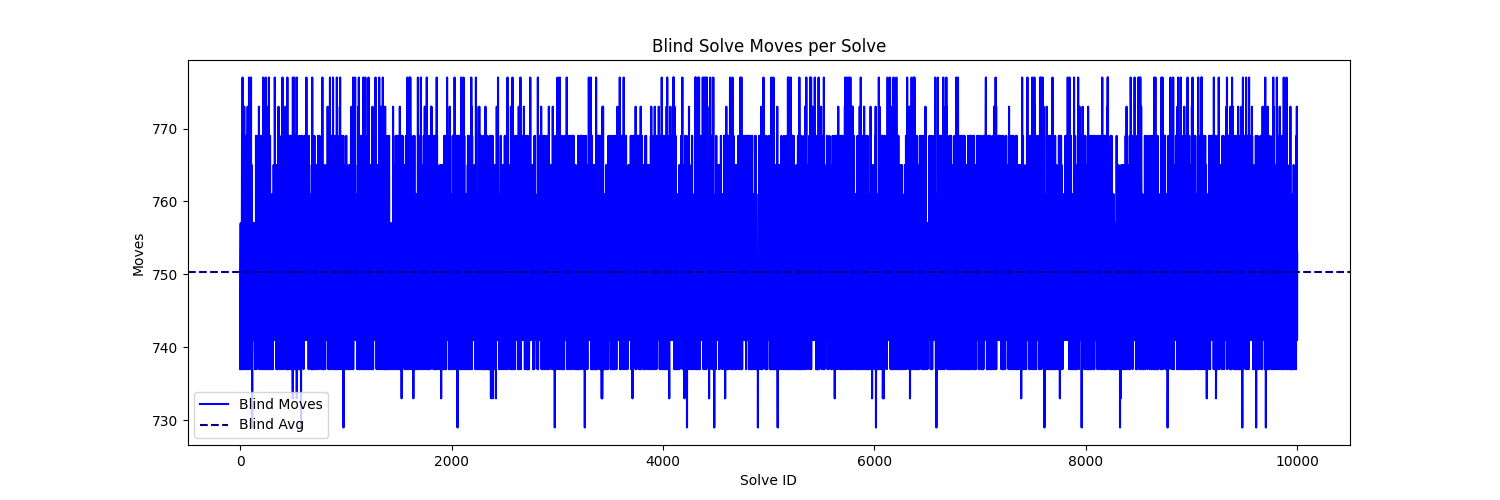 Blind Solve Moves per Solve
770
760
750
740
730
Moves
Blind Moves
Blind Avg
0 2000 4000 6000 8000 10000
Solve ID